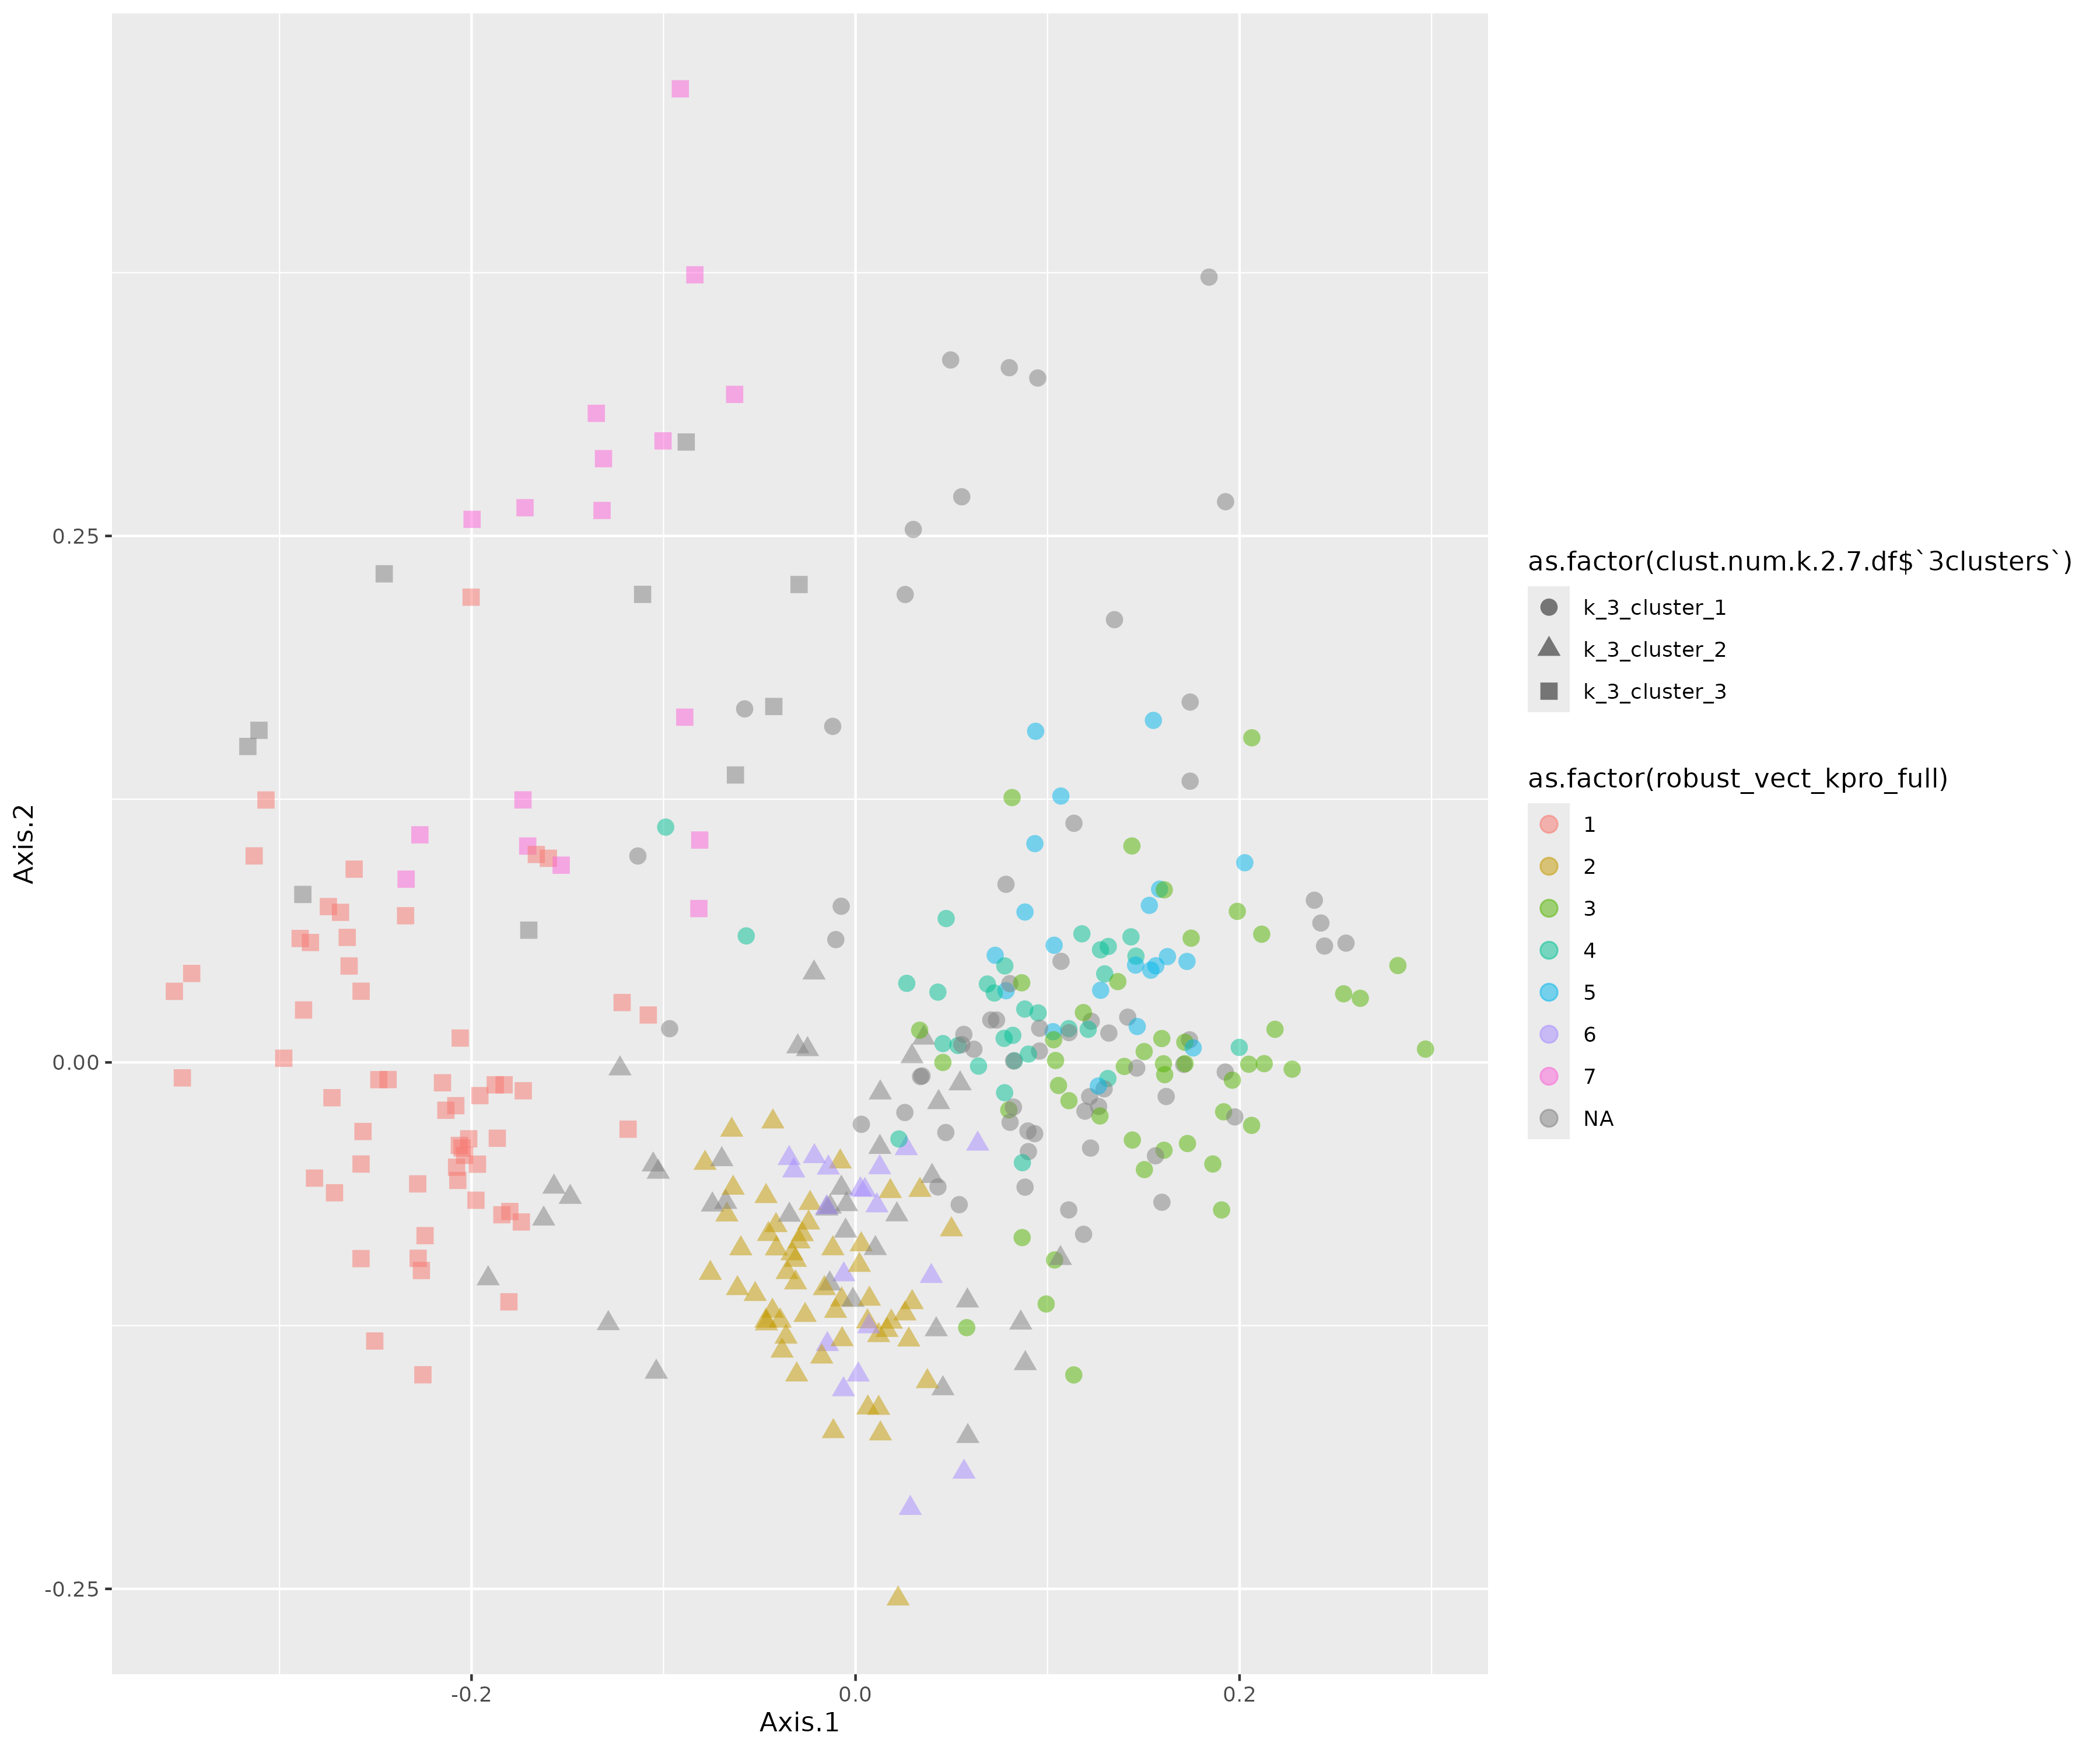 0.25
0.00
-0.25
-0.2
0.0
0.2
Axis.1
Axis.2
as.factor(clust.num.k.2.7.df$`3clusters`)
k_3_cluster_1
k_3_cluster_2
k_3_cluster_3
as.factor(robust_vect_kpro_full)
1
2
3
4
5
6
7
NA